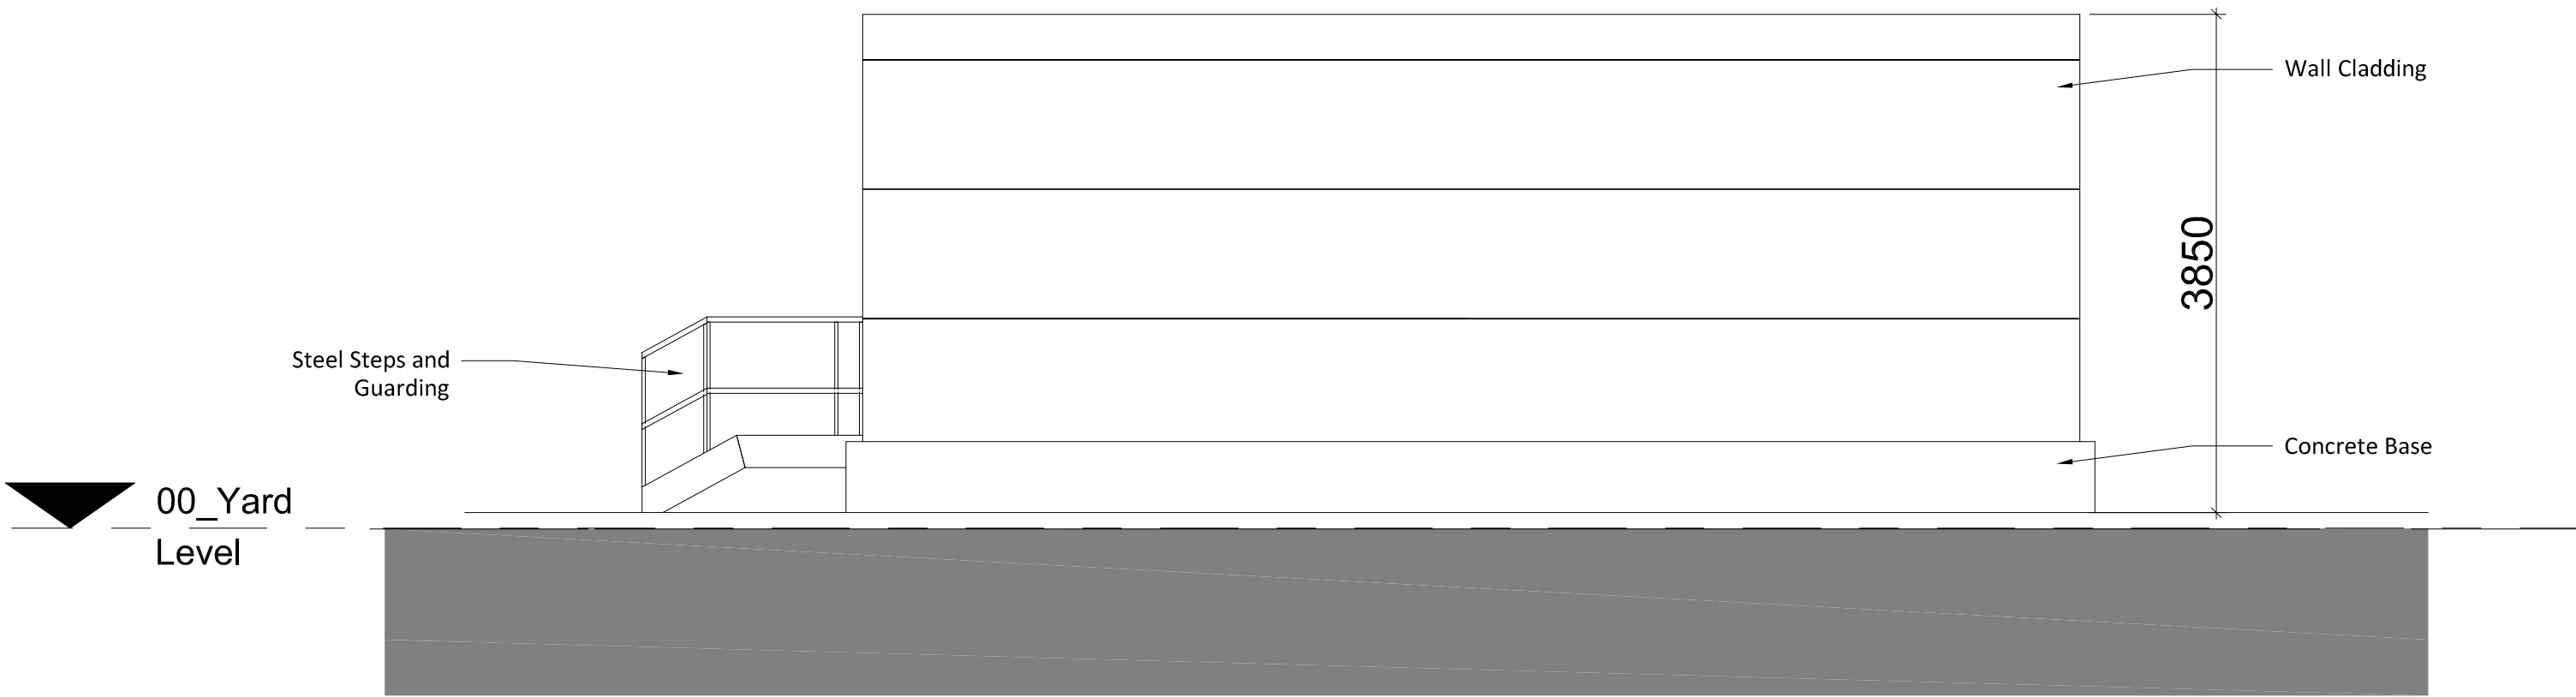 Wall Cladding
3850
Steel Steps and
Guarding
Concrete Base
00_Yard
Level